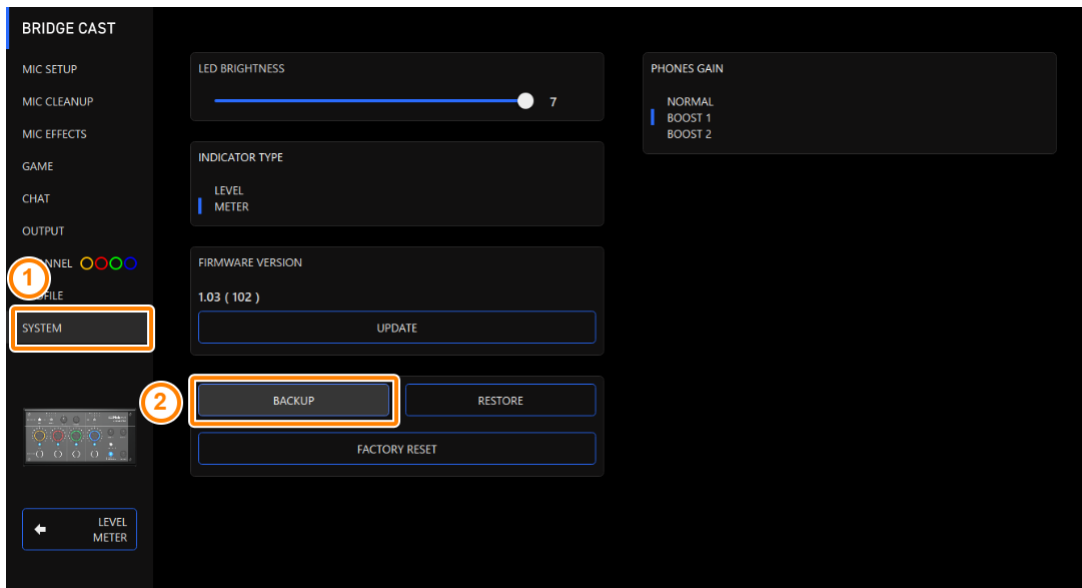 BRIDGE CAST
MIC SETUP
MIC CLEANUP
MIC EFFECTS
GAME
CHAT
OUTPUT
1
SYSTEM
LEVEL
METER
LED BRIGHTNESS
7
INDICATOR TYPE
LEVEL
METER
FIRMWARE VERSION
1.03 ( 102 )
UPDATE
2
BACKUP
RESTORE
FACTORY RESET
PHONES GAIN
NORMAL
BOOST 1
BOOST 2